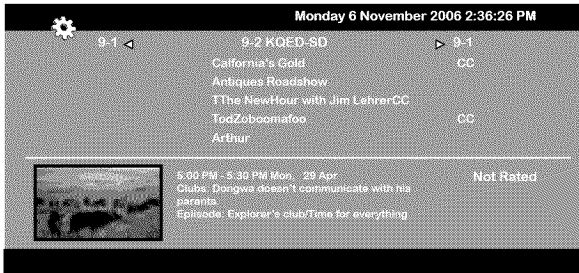 Monday 6 November 2006 2:36:26 PM
9-1 9-2 KQED-SD 9-1
Calfornia's Gold CC
Antiques Roadshow
TThe NewHour with Jim LehrerCC
TodZoboomafoo CC
Arthur
5:00 PM - 5:30 PM Mon, 29 Apr Not Rated
Clubs: Dongwa doesn't communicate with his
parents.
Epiisode: Explorer's club/Time for everything